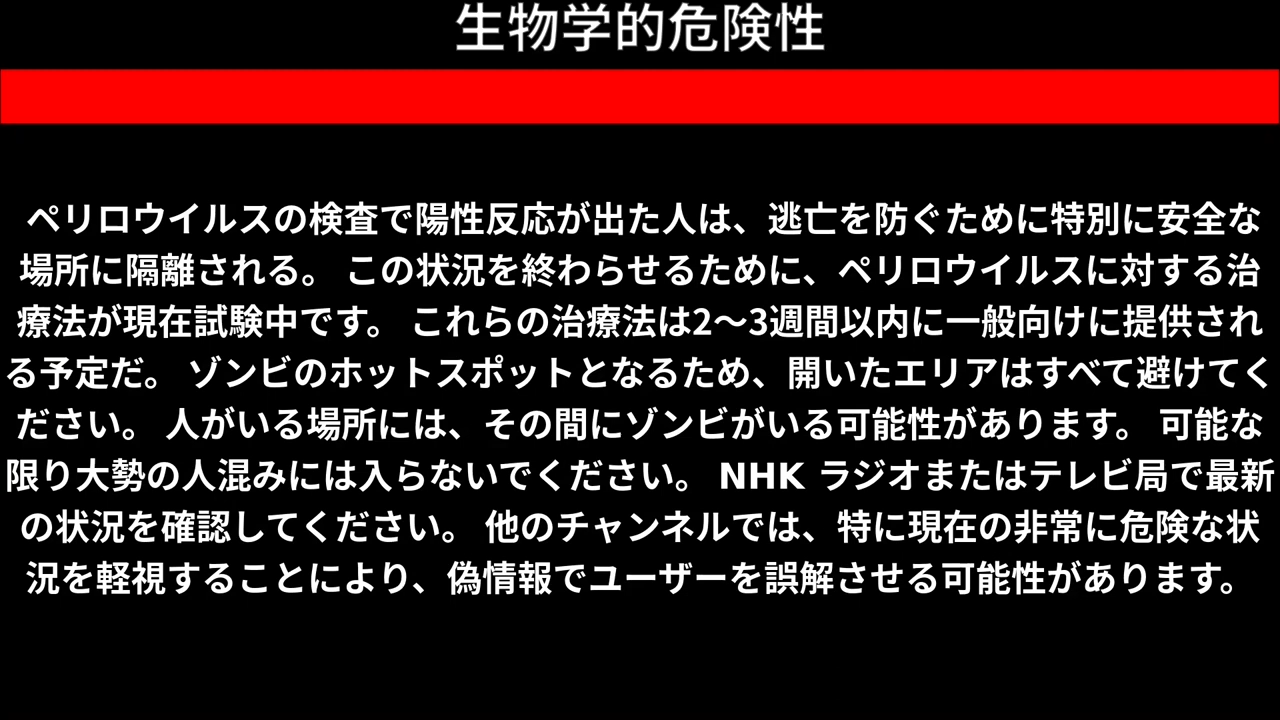 生物学的危険性
ペリロウイルスの検査で陽性反応が出た人は、逃亡を防ぐために特別に安全な
場所に隔離される。 この状況を終わらせるために、ペリロウイルスに対する治
療法が現在試験中です。 これらの治療法は2〜3週間以内に一般向けに提供され
る予定だ。 ゾンビのホットスポットとなるため、開いたエリアはすべて避けてく
ださい。 人がいる場所には、その間にゾンビがいる可能性があります。 可能な
限り大勢の人混みには入らないでください。 NHK ラジオまたはテレビ局で最新
の状況を確認してください。 他のチャンネルでは、特に現在の非常に危険な状
況を軽視することにより、偽情報でユーザーを誤解させる可能性があります。